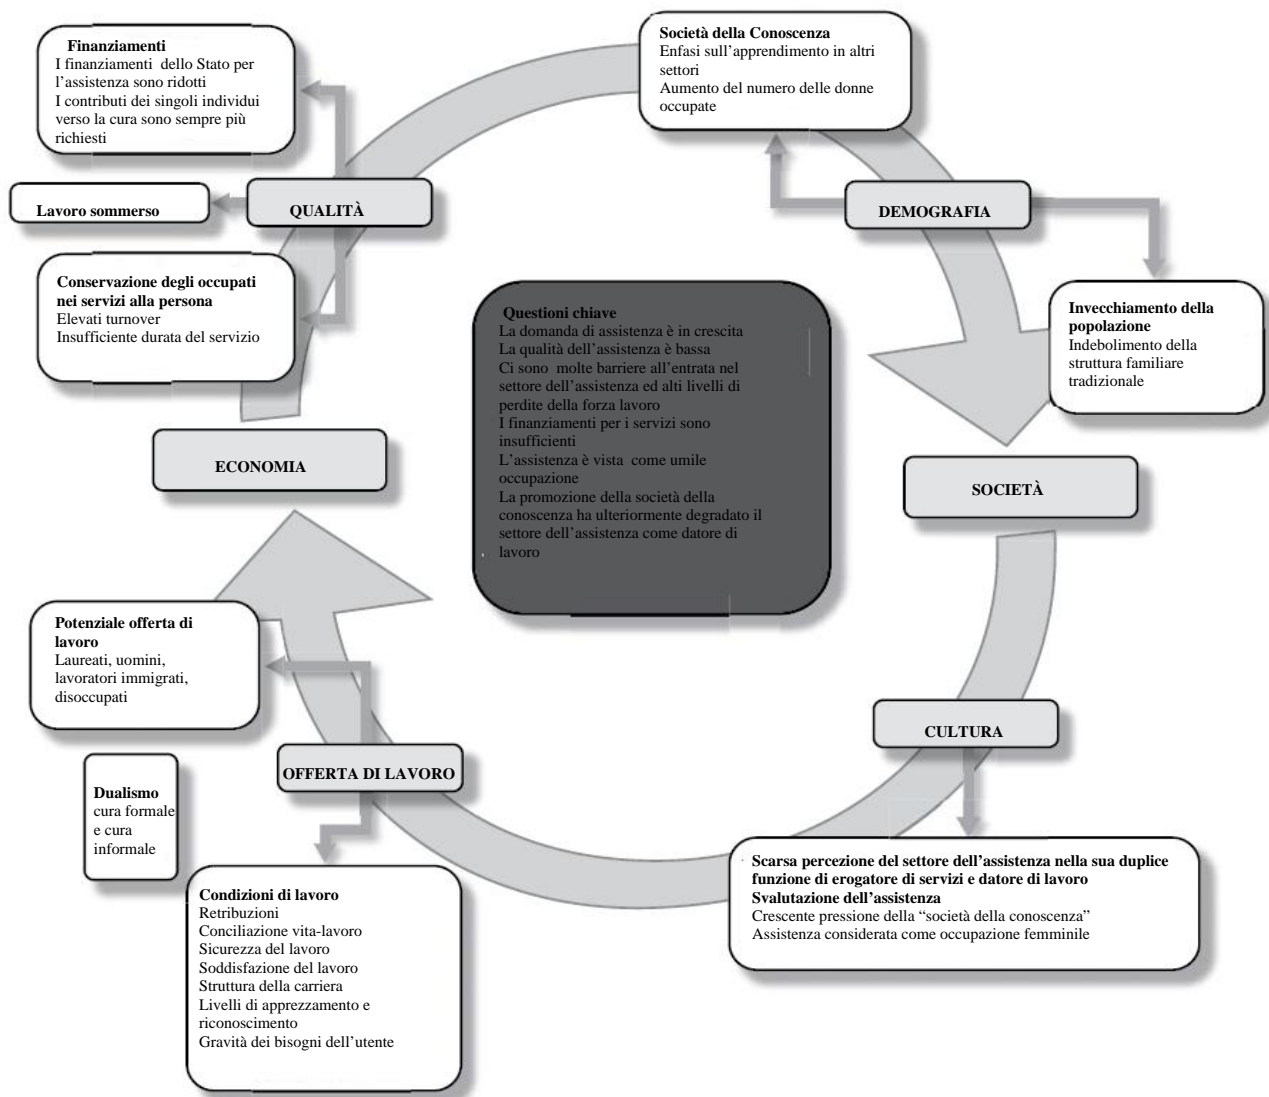 Finanziamenti
I finanziamenti dello Stato per
l'assistenza sono ridotti
I contributi dei singoli individui
verso la cura sono sempre più
richiesti
Società della Conoscenza
Enfasi sull'apprendimento in altri
settori
Aumento del numero delle donne
occupate
Lavoro sommerso
QUALITÀ
DEMOGRAFIA
Conservazione degli occupati
nei servizi alla persona
Elevati turnover
Insufficiente durata del servizio
Invecchiamento della
popolazione
Indebolimento della
struttura familiare
tradizionale
Questioni chiave
La domanda di assistenza è in crescita
La qualità dell'assistenza è bassa
Ci sono molte barriere all'entrata nel
settore dell'assistenza ed alti livelli di
perdite della forza lavoro
I finanziamenti per i servizi sono
insufficienti
L'assistenza è vista come umile
occupazione
La promozione della società della
conoscenza ha ulteriormente degradato il
settore dell'assistenza come datore di
lavoro
ECONOMIA
SOCIETÀ
Potenziale offerta di
lavoro
Laureati, uomini,
lavoratori immigrati,
disoccupati
CULTURA
OFFERTA DI LAVORO
Dualismo
cura formale
e cura
informale
Scarsa percezione del settore dell'assistenza nella sua duplice
funzione di erogatore di servizi e datore di lavoro
Svalutazione dell'assistenza
Crescente pressione della "società della conoscenza"
Assistenza considerata come occupazione femminile
Condizioni di lavoro
Retribuzioni
Conciliazione vita-lavoro
Sicurezza del lavoro
Soddisfazione del lavoro
Struttura della carriera
Livelli di apprezzamento e
riconoscimento
Gravità dei bisogni dell'utente